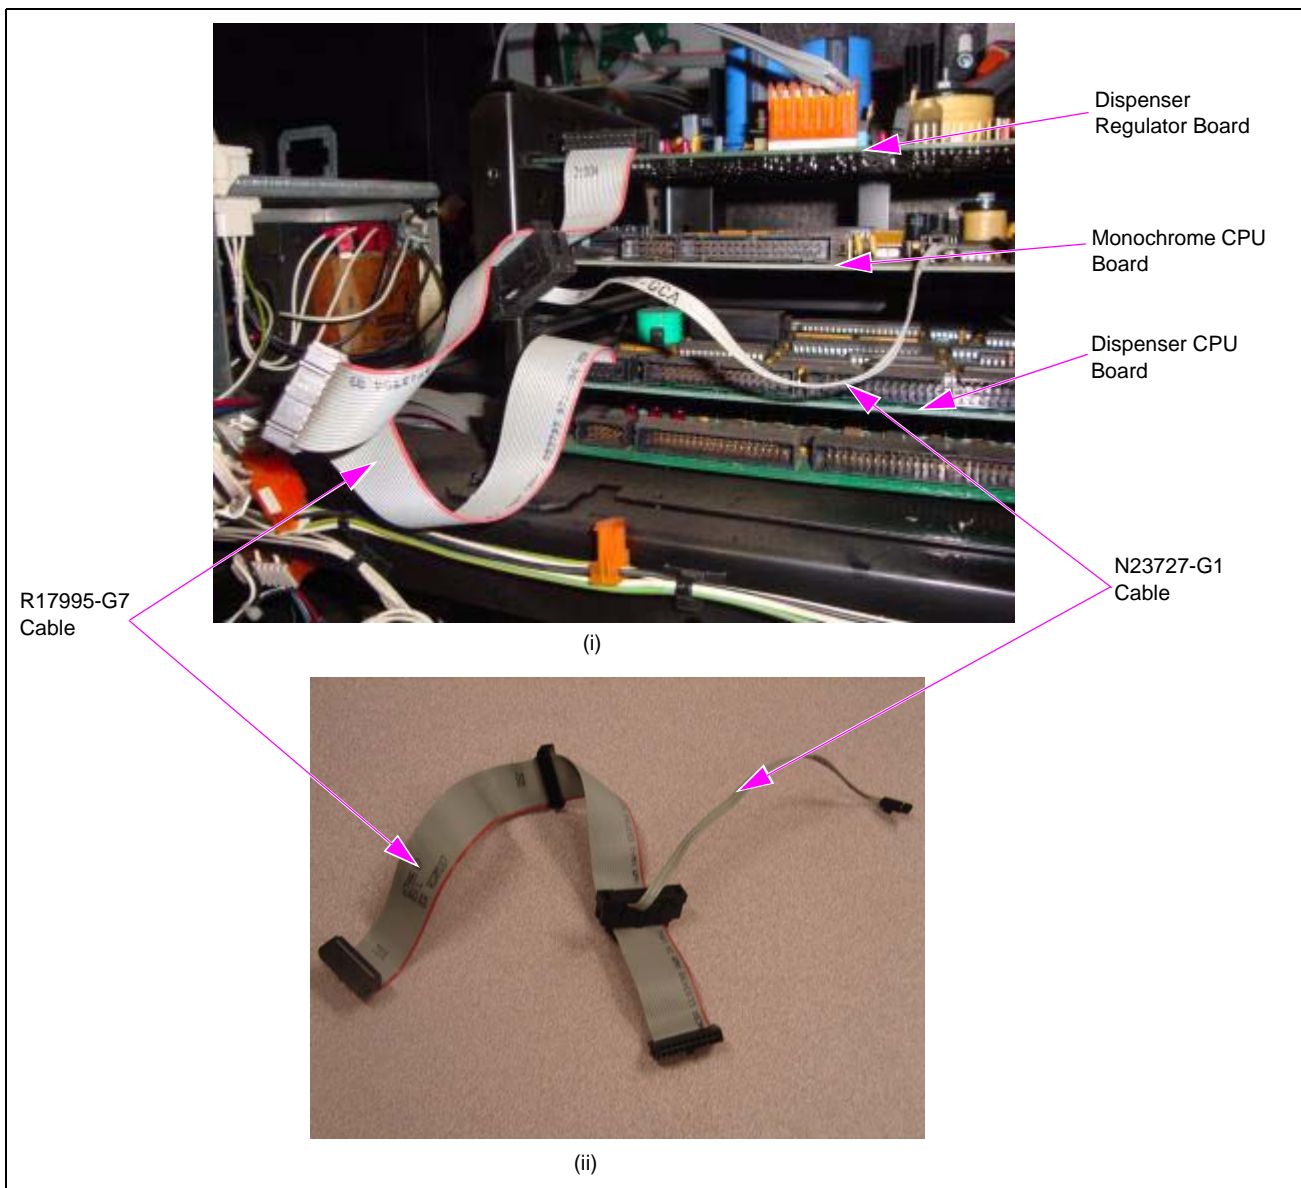 Dispenser
Regulator Board
Monochrome CPU
Board
Dispenser CPU
Board
N23727-G1
Cable
R17995-G7
Cable
(i)
(ii)